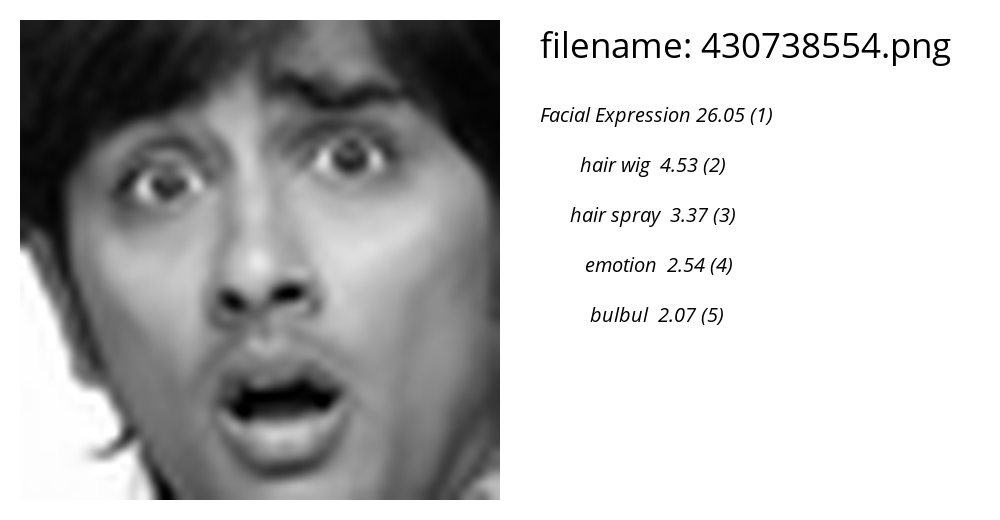 filename: 430738554.png
Facial Expression 26.05 (1)
hair wig 4.53 (2)
hair spray 3.37 (3)
emotion 2.54 (4)
bulbul 2.07 (5)